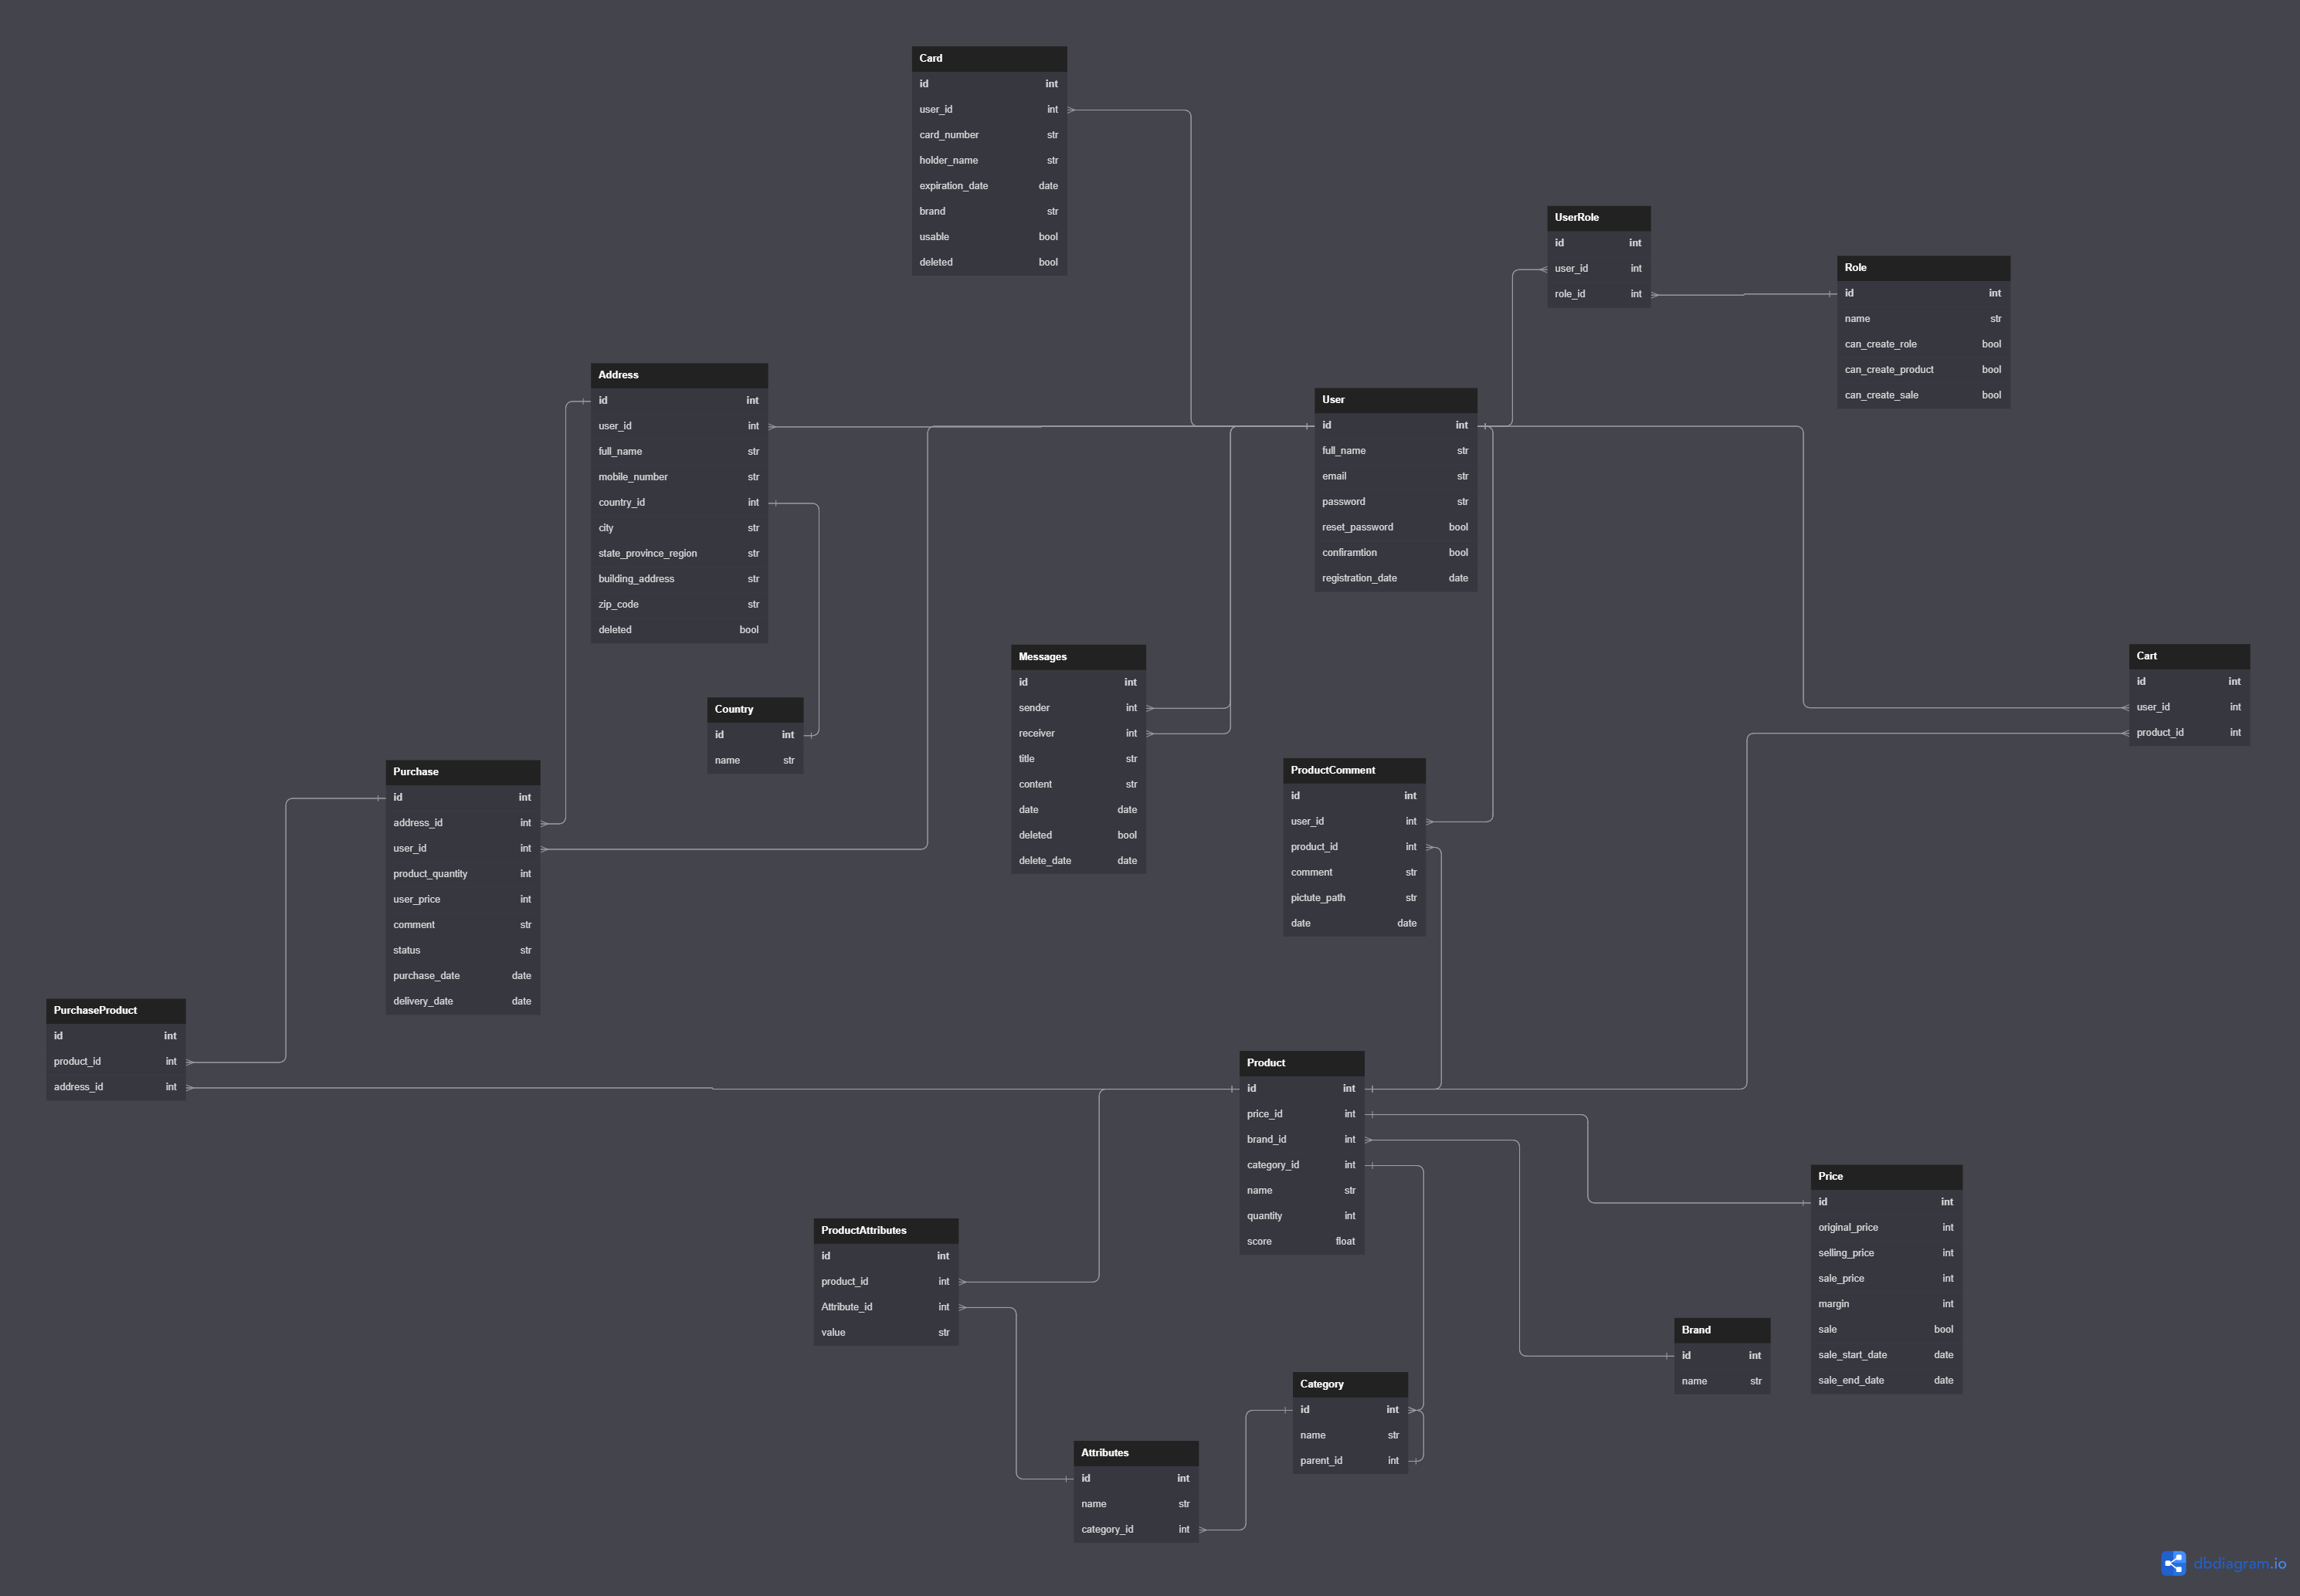 Card
id int
user_id int
card_number str
holder_name str
expiration_date date
brand str
usable bool
deleted bool
UserRole
id int
user_id int
role_id int
Role
id int
name str
can_create_role bool
can_create_product bool
can_create_sale bool
Address
id int
user_id int
full_name str
mobile_number str
country_id int
city str
state_province_region str
building_address str
zip_code str
deleted bool
User
id int
full_name str
email str
password str
reset_password bool
confiramtion bool
registration_date date
Messages
id int
sender int
receiver int
title str
content str
date date
deleted bool
delete_date date
Cart
id int
user_id int
product_id int
Country
id int
name str
Purchase
id int
address_id int
user_id int
product_quantity int
user_price int
comment str
status str
purchase_date date
delivery_date date
ProductComment
id int
user_id int
product_id int
comment str
pictute_path str
date date
PurchaseProduct
id int
product_id int
address_id int
Product
id int
price_id int
brand_id int
category_id int
name str
quantity int
score float
Price
id int
original_price int
selling_price int
sale_price int
margin int
sale bool
sale_start_date date
sale_end_date date
ProductAttributes
id int
product_id int
Attribute_id int
value str
Brand
id int
name str
Category
id int
name str
parent_id int
Attributes
id int
name str
category_id int
dbdiagram.io